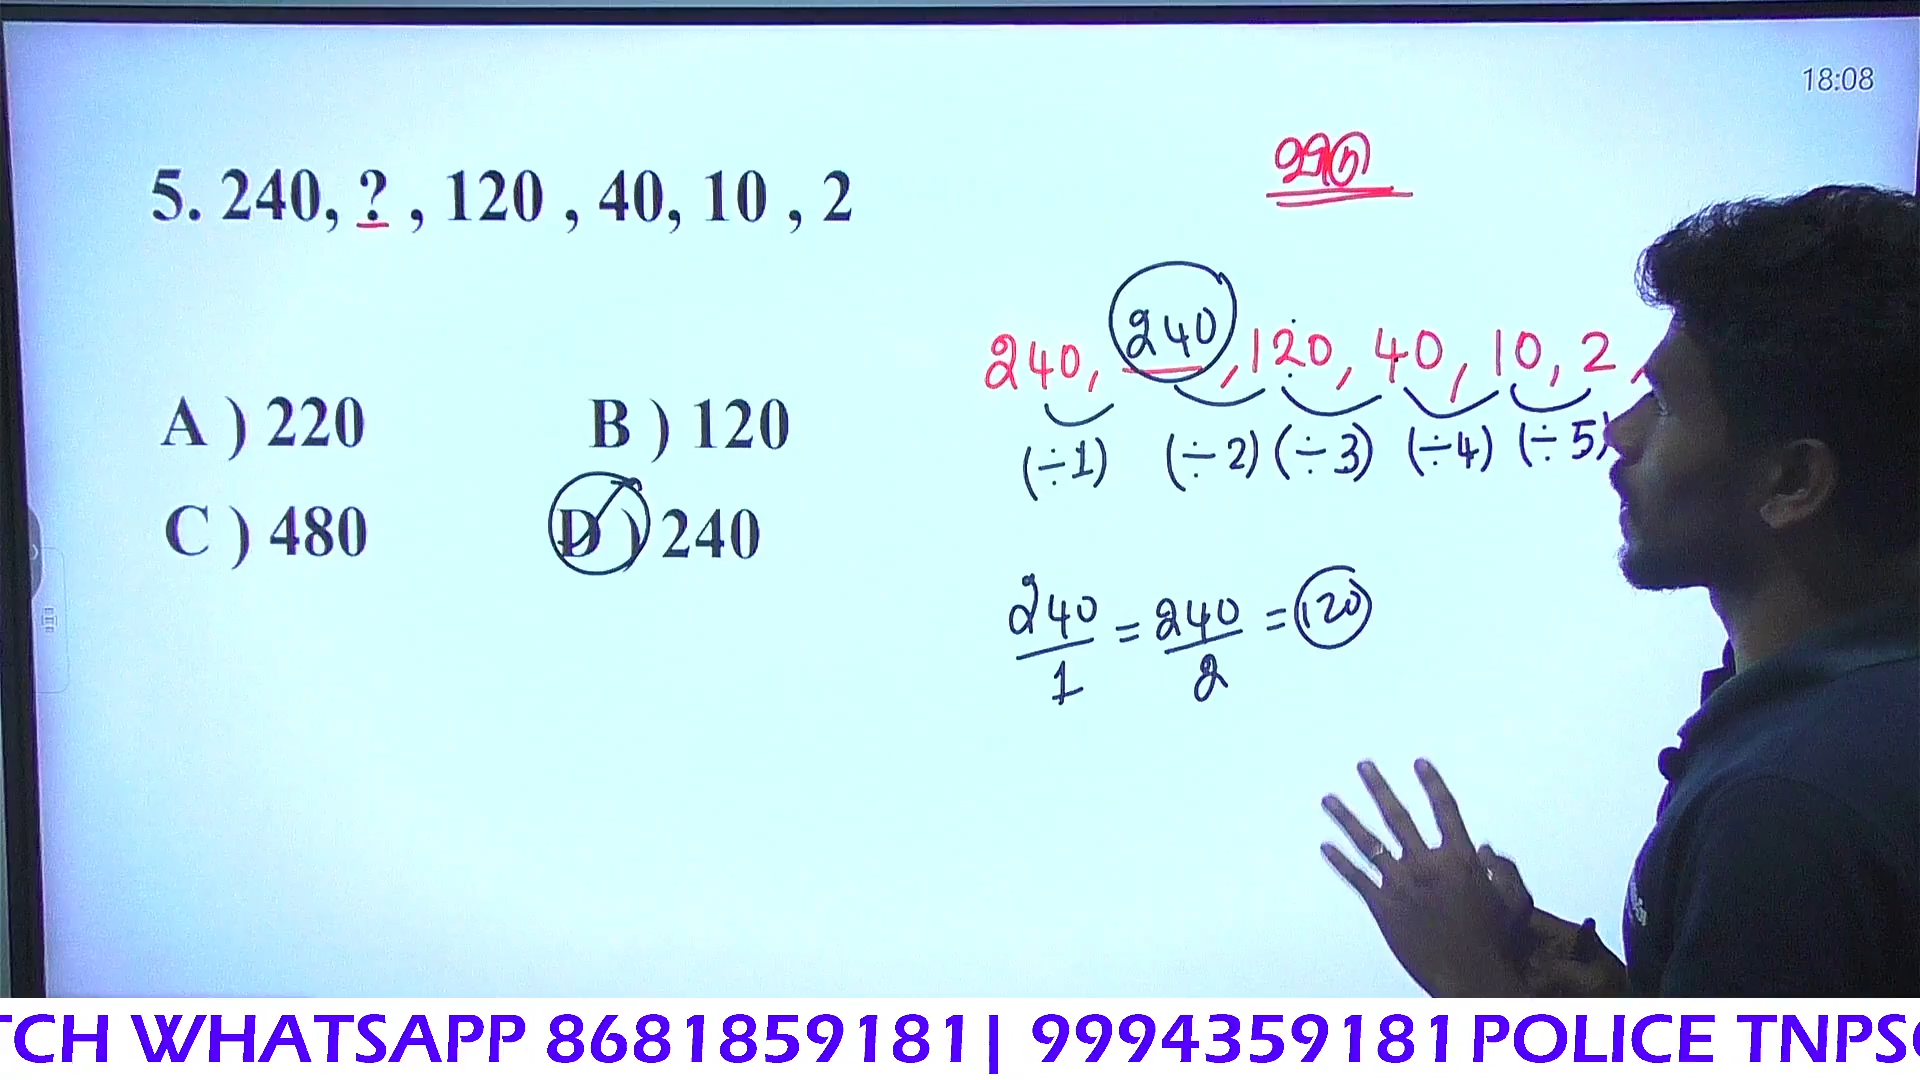 18:08
5. 240, ? , 120 , 40, 10 , 2
240, 240, 120, 40, 10, 2,
(÷1) (÷2) (÷3) (÷4) (÷5)
A ) 220 B ) 120
C ) 480 D ) 240
240/1 = 240/2 = 120
TCH WHATSAPP 8681859181| 9994359181 POLICE TNPSC